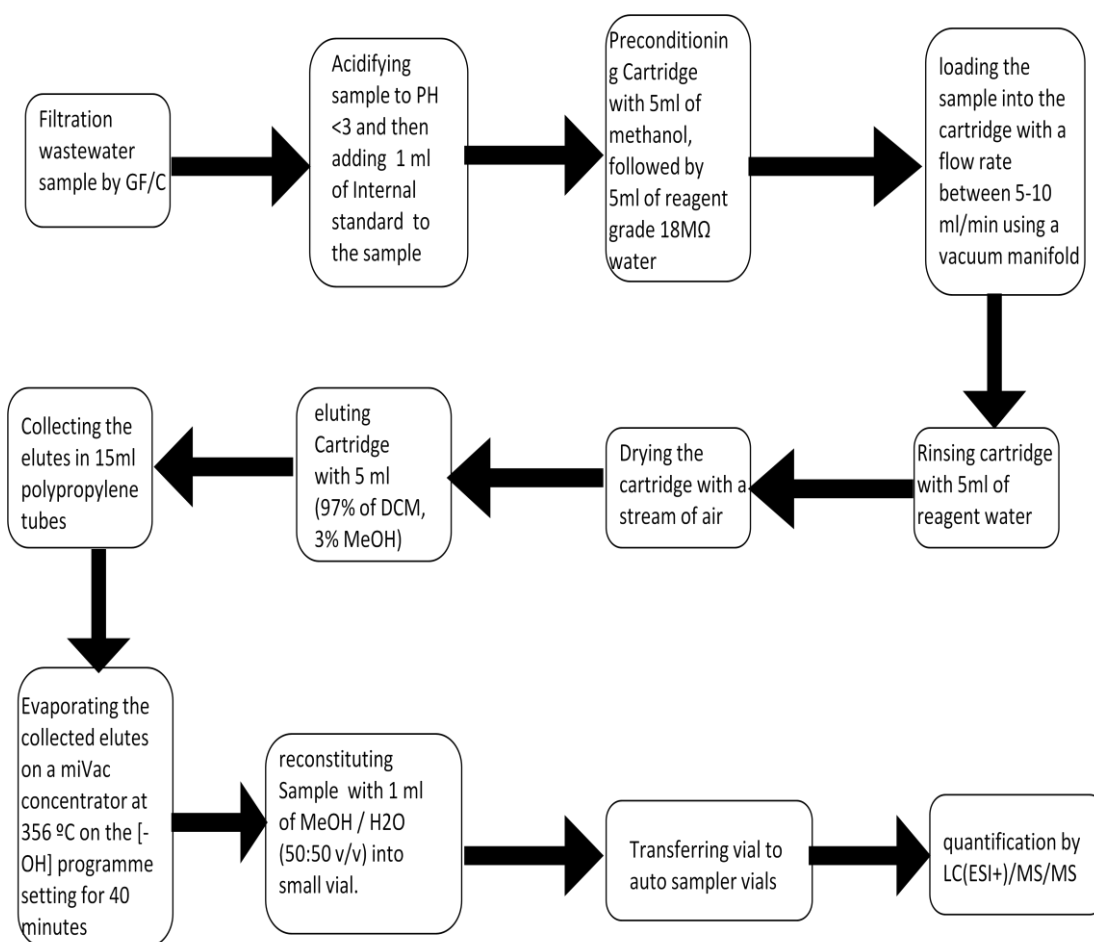 Filtration
wastewater
sample by GF/C
Acidifying
sample to PH
<3 and then
adding 1 ml
of Internal
standard to
the sample
Preconditionin
g Cartridge
with 5ml of
methanol,
followed by
5ml of reagent
grade 18MΩ
water
loading the
sample into the
cartridge with a
flow rate
between 5-10
ml/min using a
vacuum manifold
Collecting the
elutes in 15ml
polypropylene
tubes
eluting
Cartridge
with 5 ml
(97% of DCM,
3% MeOH)
Drying the
cartridge with a
stream of air
Rinsing cartridge
with 5ml of
reagent water
Evaporating the
collected elutes
on a miVac
concentrator at
356 ºC on the [-
OH] programme
setting for 40
minutes
reconstituting
Sample with 1 ml
of MeOH / H2O
(50:50 v/v) into
small vial.
Transferring vial to
auto sampler vials
quantification by
LC(ESI+)/MS/MS